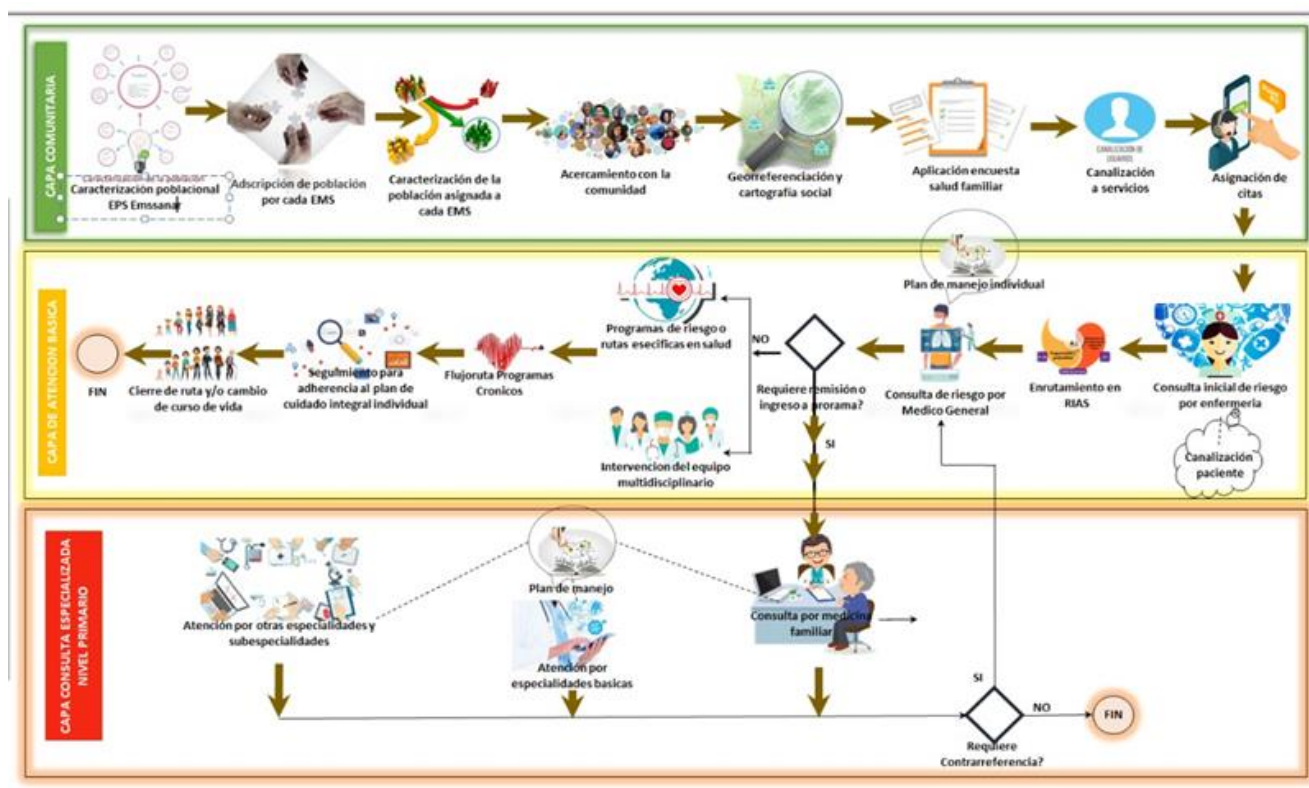 CAPA COMUNITARIA
Caracterización poblacional
EPS Emssanar
Adscripción de población
por cada EMS
Caracterización de la
población asignada a
cada EMS
Acercamiento con la
comunidad
Georreferenciación y
cartografía social
Aplicación encuesta
salud familiar
CANALIZACIÓN DE
USUARIOS
Canalización
a servicios
Asignación de
citas
CAPA DE ATENCION BASICA
FIN
Cierre de ruta y/o cambio
de curso de vida
Seguimiento para
adherencia al plan de
cuidado integral individual
Flujoruta Programas
Cronicos
Programas de riesgo o
rutas esecificas en salud
Intervencion del equipo
multidisciplinario
NO
Requiere remisión o
ingreso a prorama?
SI
Plan de manejo individual
Consulta de riesgo por
Medico General
Enrutamiento en
RIAS
Consulta inicial de riesgo
por enfermeria
Canalización
paciente
CAPA CONSULTA ESPECIALIZADA
NIVEL PRIMARIO
Atención por otras especialidades y
subespecialidades
Plan de manejo
Atención por
especialidades basicas
Consulta por medicina
familiar
SI
NO
FIN
Requiere
Contrarreferencia?